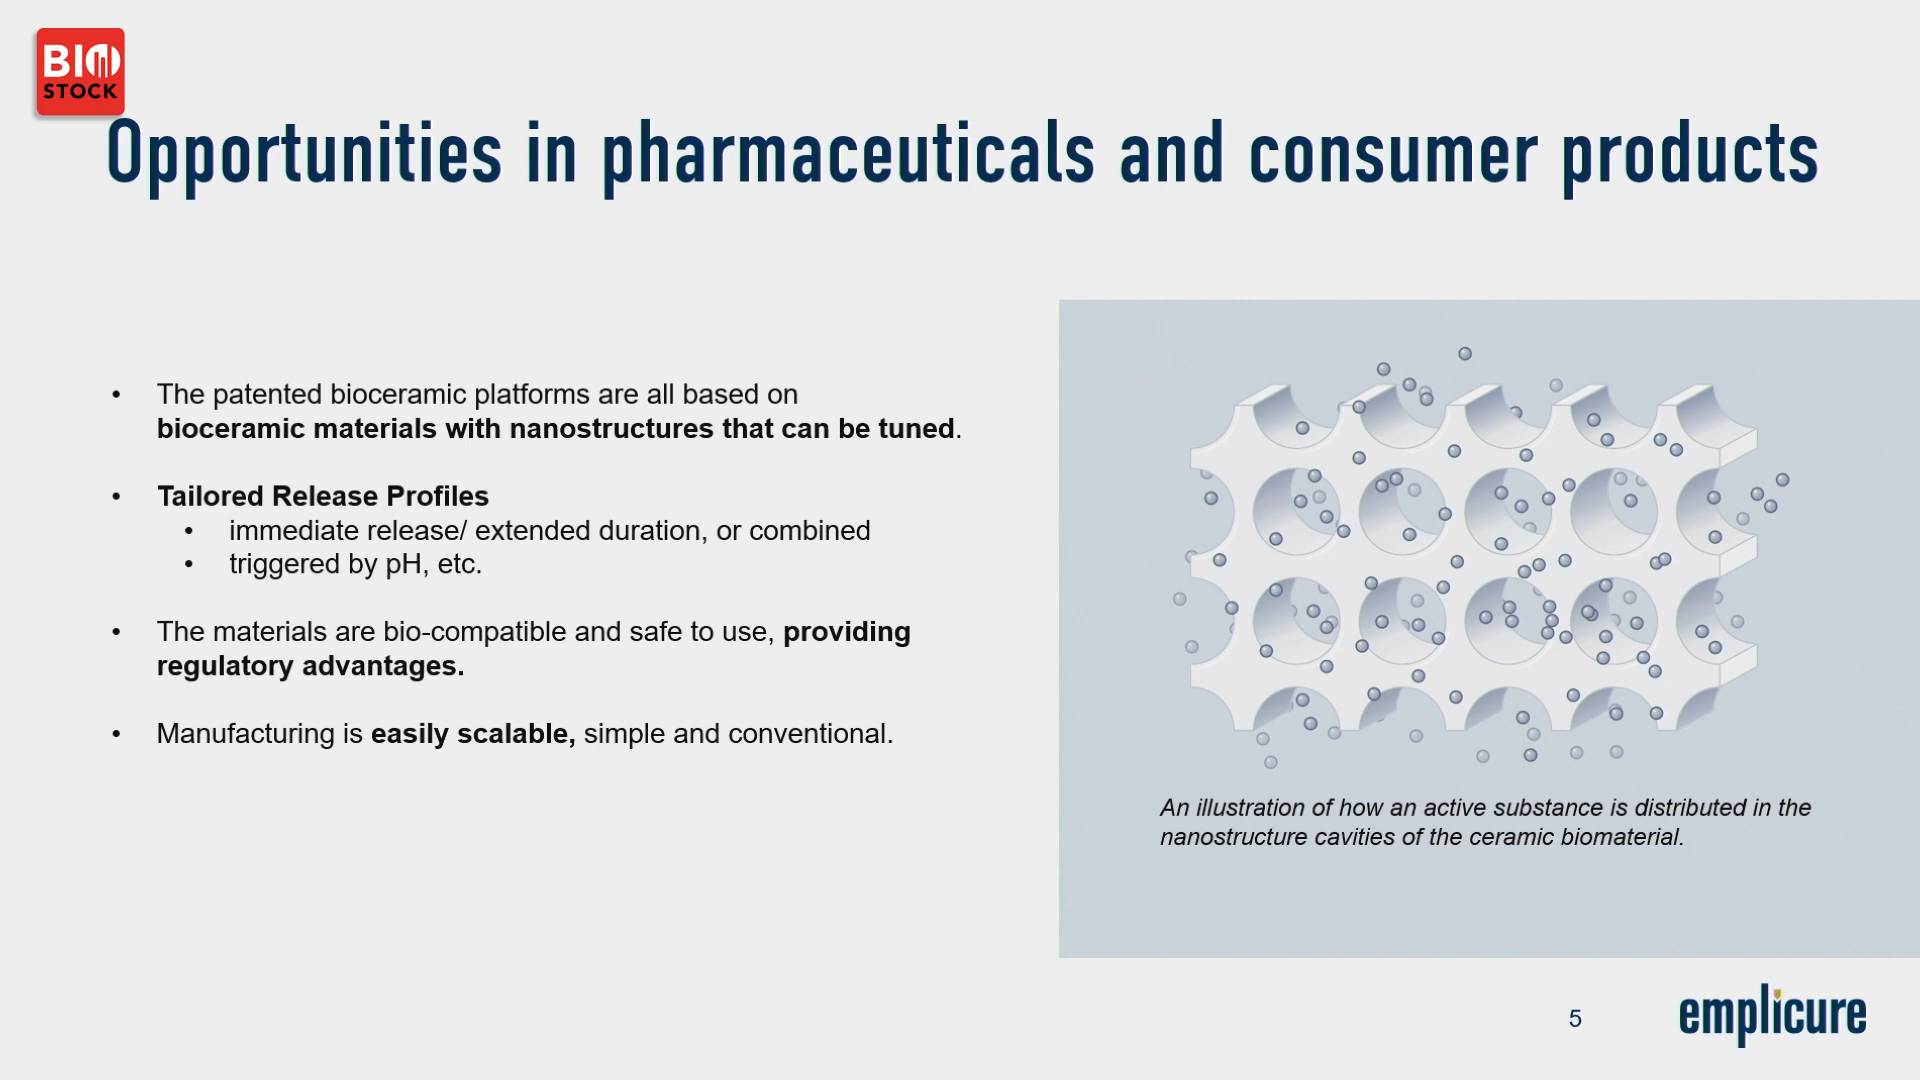 BIO
STOCK
Opportunities in pharmaceuticals and consumer products
• The patented bioceramic platforms are all based on
bioceramic materials with nanostructures that can be tuned.
• Tailored Release Profiles
• immediate release/ extended duration, or combined
• triggered by pH, etc.
• The materials are bio-compatible and safe to use, providing
regulatory advantages.
• Manufacturing is easily scalable, simple and conventional.
An illustration of how an active substance is distributed in the
nanostructure cavities of the ceramic biomaterial.
5
emplicure